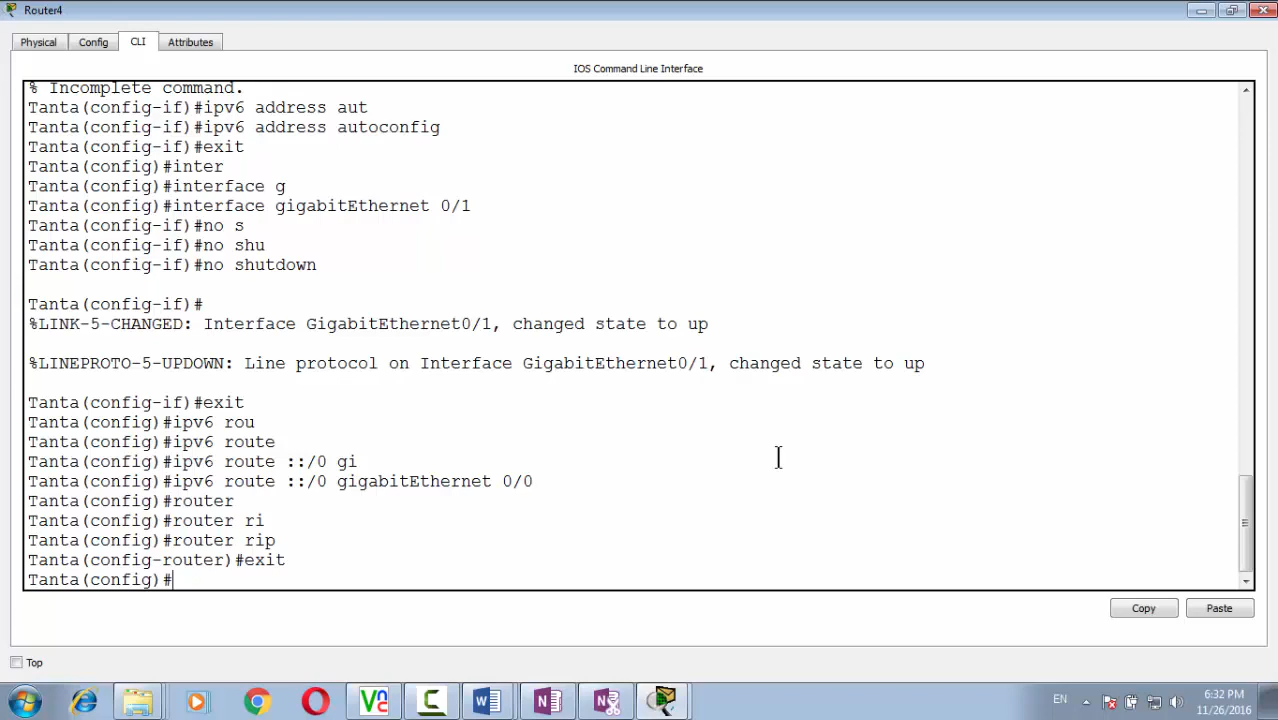 Router4
Physical
Config
CLI
Attributes
IOS Command Line Interface
% Incomplete command.
Tanta(config-if)#ipv6 address aut
Tanta(config-if)#ipv6 address autoconfig
Tanta(config-if)#exit
Tanta(config)#inter
Tanta(config)#interface g
Tanta(config)#interface gigabitEthernet 0/1
Tanta(config-if)#no s
Tanta(config-if)#no shu
Tanta(config-if)#no shutdown
Tanta(config-if)#
%LINK-5-CHANGED: Interface GigabitEthernet0/1, changed state to up
%LINEPROTO-5-UPDOWN: Line protocol on Interface GigabitEthernet0/1, changed state to up
Tanta(config-if)#exit
Tanta(config)#ipv6 rou
Tanta(config)#ipv6 route
Tanta(config)#ipv6 route ::/0 gi
Tanta(config)#ipv6 route ::/0 gigabitEthernet 0/0
Tanta(config)#router
Tanta(config)#router ri
Tanta(config)#router rip
Tanta(config-router)#exit
Tanta(config)#
Copy
Paste
Top
EN
6:32 PM
11/26/2016